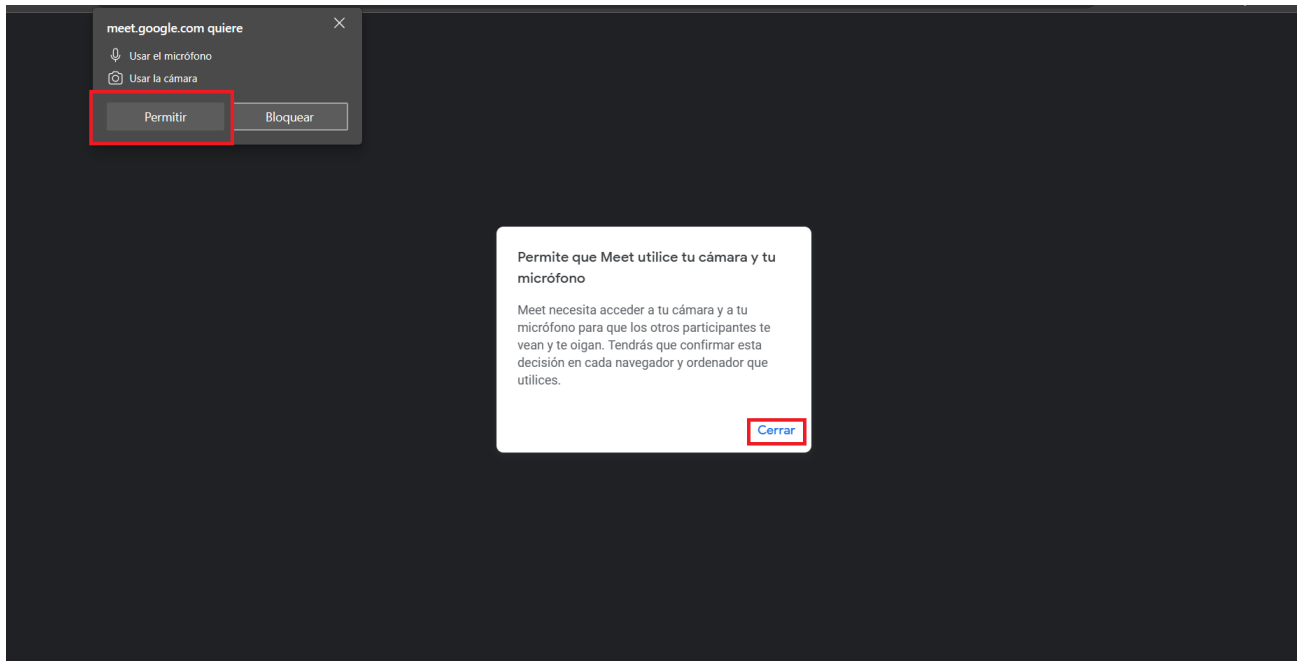 meet.google.com quiere
Usar el micrófono
Usar la cámara
Permitir
Bloquear
Permite que Meet utilice tu cámara y tu
micrófono
Meet necesita acceder a tu cámara y a tu
micrófono para que los otros participantes te
vean y te oigan. Tendrás que confirmar esta
decisión en cada navegador y ordenador que
utilices.
Cerrar